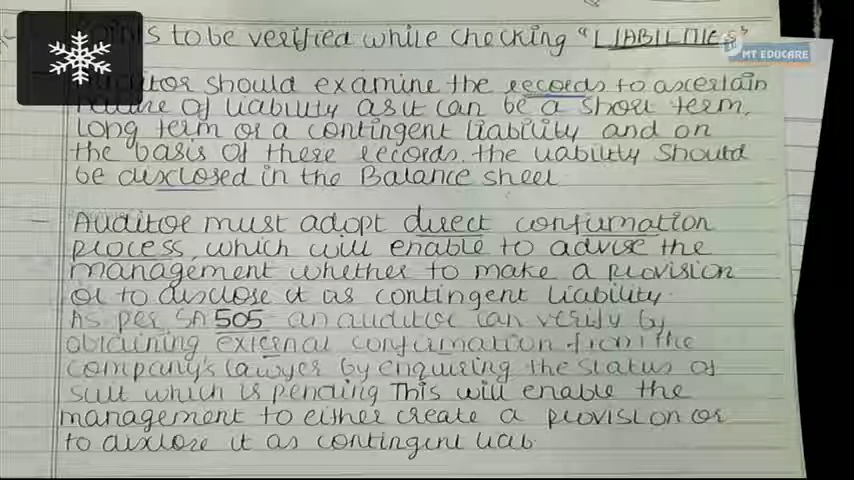 to be verified while checking "LIABILITIES"
MT EDUCARE
Auditor should examine the records to ascertain
nature of liability as it can be a short term,
long term or a contingent liability and on
the basis of these records, the liability should
be disclosed in the Balance sheet
— Auditor must adopt direct confirmation
process, which will enable to advise the
management whether to make a provision
or to disclose it as contingent liability.
As per SA 505 an auditor can verify by
obtaining external confirmation from the
company's lawyer by enquiring the status of
suit which is pending This will enable the
management to either create a provision or
to disclose it as contingent liab